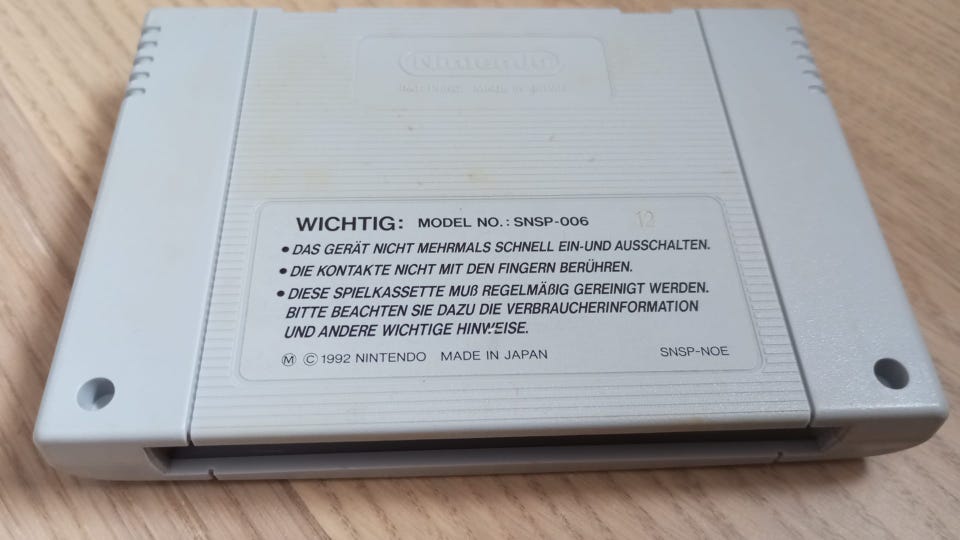 Nintendo
WICHTIG: MODEL NO.: SNSP-006 12
• DAS GERÄT NICHT MEHRMALS SCHNELL EIN-UND AUSSCHALTEN.
• DIE KONTAKTE NICHT MIT DEN FINGERN BERÜHREN.
• DIESE SPIELKASSETTE MUß REGELMÄßIG GEREINIGT WERDEN.
BITTE BEACHTEN SIE DAZU DIE VERBRAUCHERINFORMATION
UND ANDERE WICHTIGE HINWEISE.
Ⓜ © 1992 NINTENDO MADE IN JAPAN SNSP-NOE